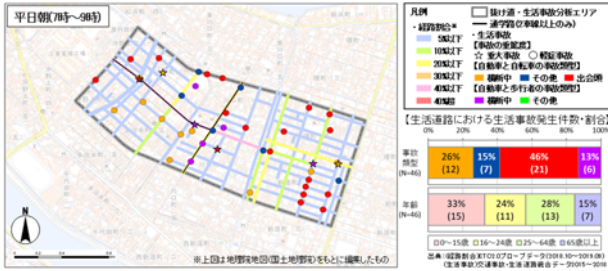 平日朝(7時～9時)
凡例
抜け道・生活事故分析エリア
通学路(2車線以上のみ)
・経路割合※
・生活事故
5%以下
【事故の重篤度】
10%以下
☆ 重大事故 ○ 軽症事故
20%以下
【自動車と自転車の事故類型】
30%以下
横断中 その他 出会頭
40%以下
【自動車と歩行者の事故類型】
40%超
横断中 その他
【生活道路における生活事故発生件数・割合】
0% 20% 40% 60% 80% 100%
事故
類型
(N=46)
26%
(12)
15%
(7)
46%
(21)
13%
(6)
年齢
(N=46)
33%
(15)
24%
(11)
28%
(13)
15%
(7)
□0～15歳 □16～24歳 □25～64歳 □65歳以上
N
※上図は地理院地図(国土地理院)をもとに編集したもの